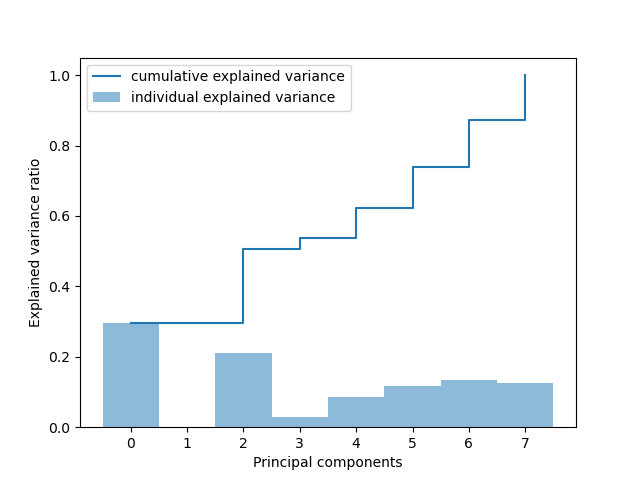 cumulative explained variance
individual explained variance
1.0
0.8
0.6
0.4
0.2
0.0
Explained variance ratio
0 1 2 3 4 5 6 7
Principal components